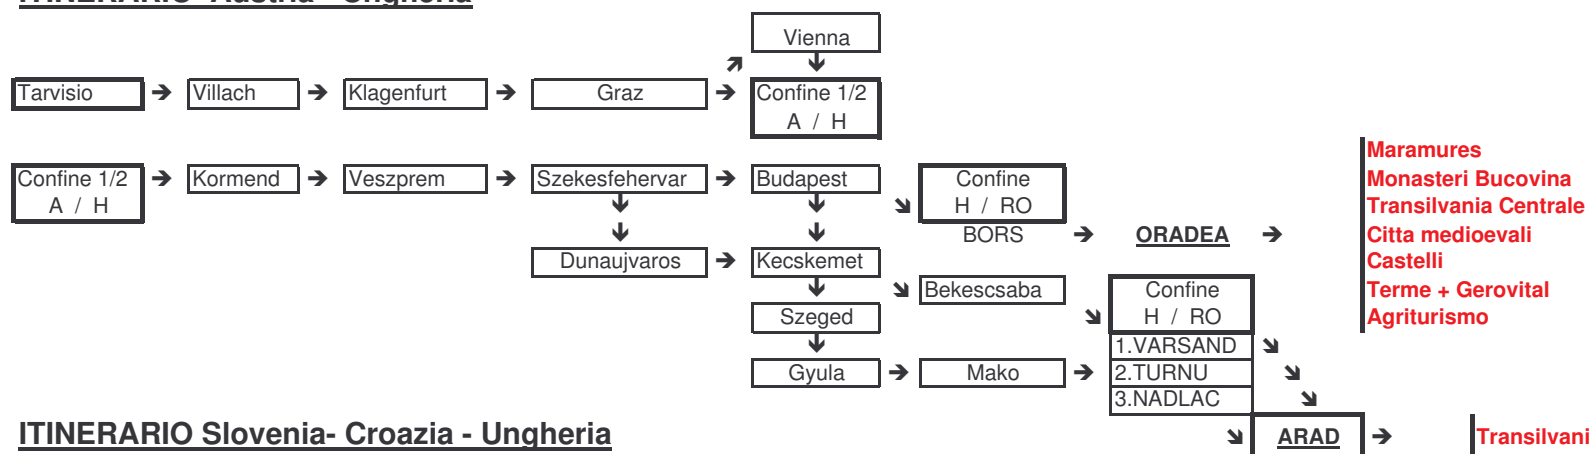 ITINERARIO Austria - Ungheria
Vienna
Tarvisio → Villach → Klagenfurt → Graz → Confine 1/2
A / H
Maramures
Confine 1/2 → Kormend → Veszprem → Szekesfehervar → Budapest Confine Monasteri Bucovina
A / H H / RO Transilvania Centrale
BORS → ORADEA → Citta medioevali
Dunaujvaros → Kecskemet Castelli
Bekescsaba Confine Terme + Gerovital
Szeged H / RO Agriturismo
1.VARSAND
Gyula → Mako → 2.TURNU
3.NADLAC
ITINERARIO Slovenia- Croazia - Ungheria ARAD → Transilvani